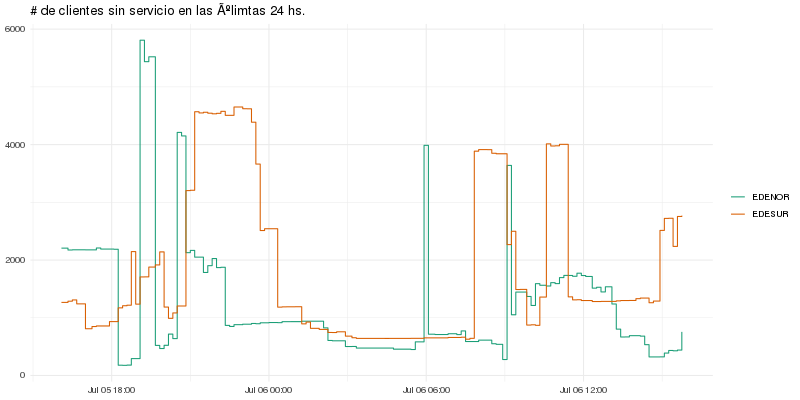 # de clientes sin servicio en las Ãºlimtas 24 hs.
6000
4000
2000
0
Jul 05 18:00
Jul 06 00:00
Jul 06 06:00
Jul 06 12:00
EDENOR
EDESUR